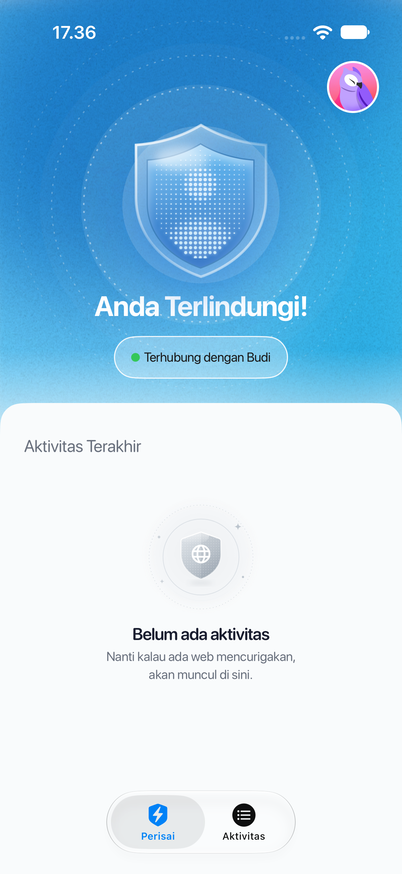 17.36
Anda Terlindungi!
Terhubung dengan Budi
Aktivitas Terakhir
Belum ada aktivitas
Nanti kalau ada web mencurigakan,
akan muncul di sini.
Perisai
Aktivitas